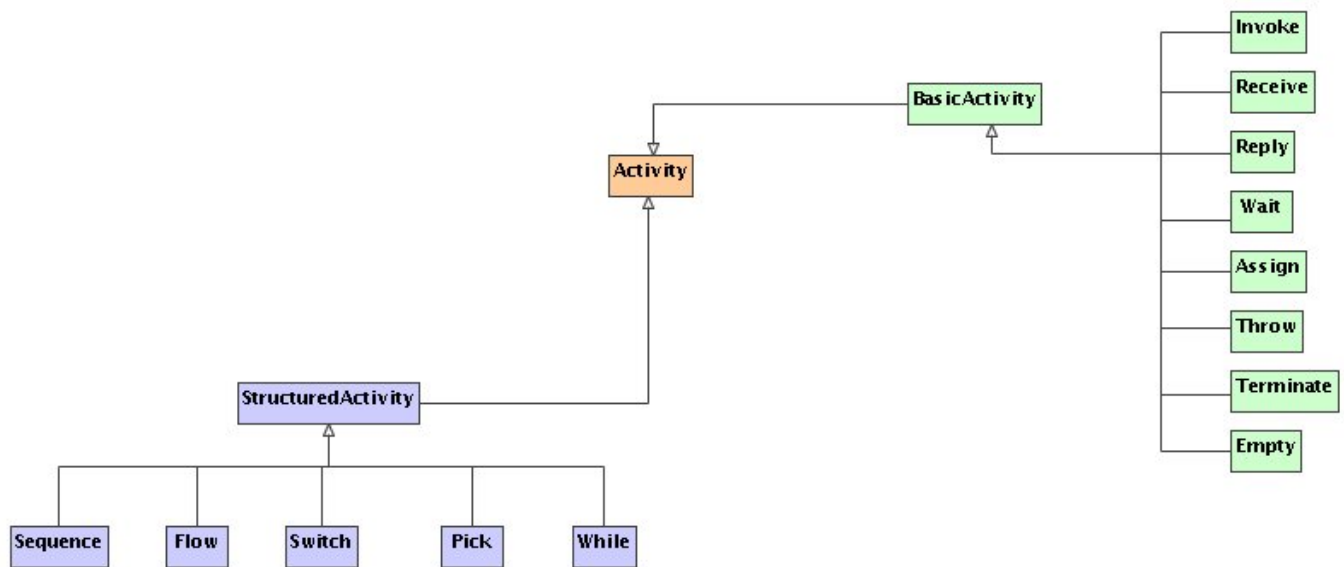 Invoke
Receive
BasicActivity
Reply
Activity
Wait
Assign
Throw
Terminate
StructuredActivity
Empty
Sequence
Flow
Switch
Pick
While